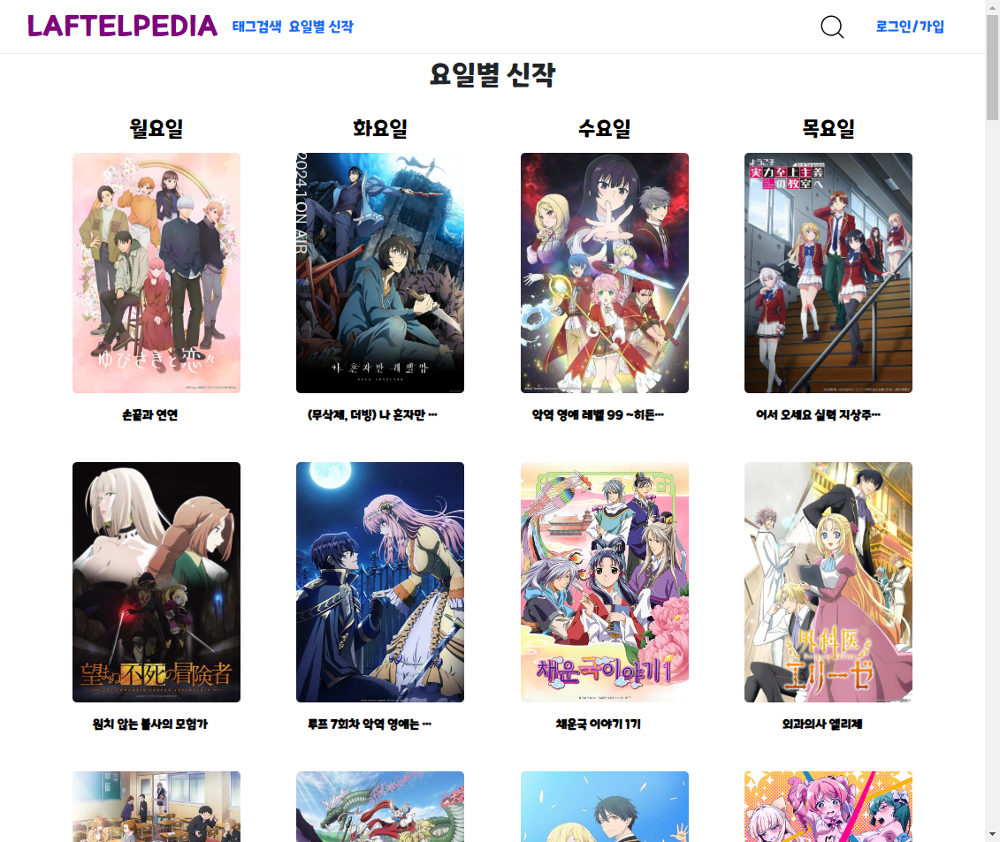 LAFTELPEDIA 태그검색 요일별 신작 로그인/가입
요일별 신작
월요일 화요일 수요일 목요일
ゆびさきと恋々
2024.1.ON AIR
나 혼자만 레벨업
SOLO LEVELING
ようこそ
実力至上主義
の教室へ
손끝과 연연
(무삭제, 더빙) 나 혼자만 ⋯
악역 영애 레벨 99 ~히든⋯
어서 오세요 실력 지상주⋯
望まぬ不死の冒険者
채운국이야기1
外科医
エリーゼ
원치 않는 불사의 모험가
루프 7회차 악역 영애는 ⋯
채운국 이야기 1기
외과의사 엘리제